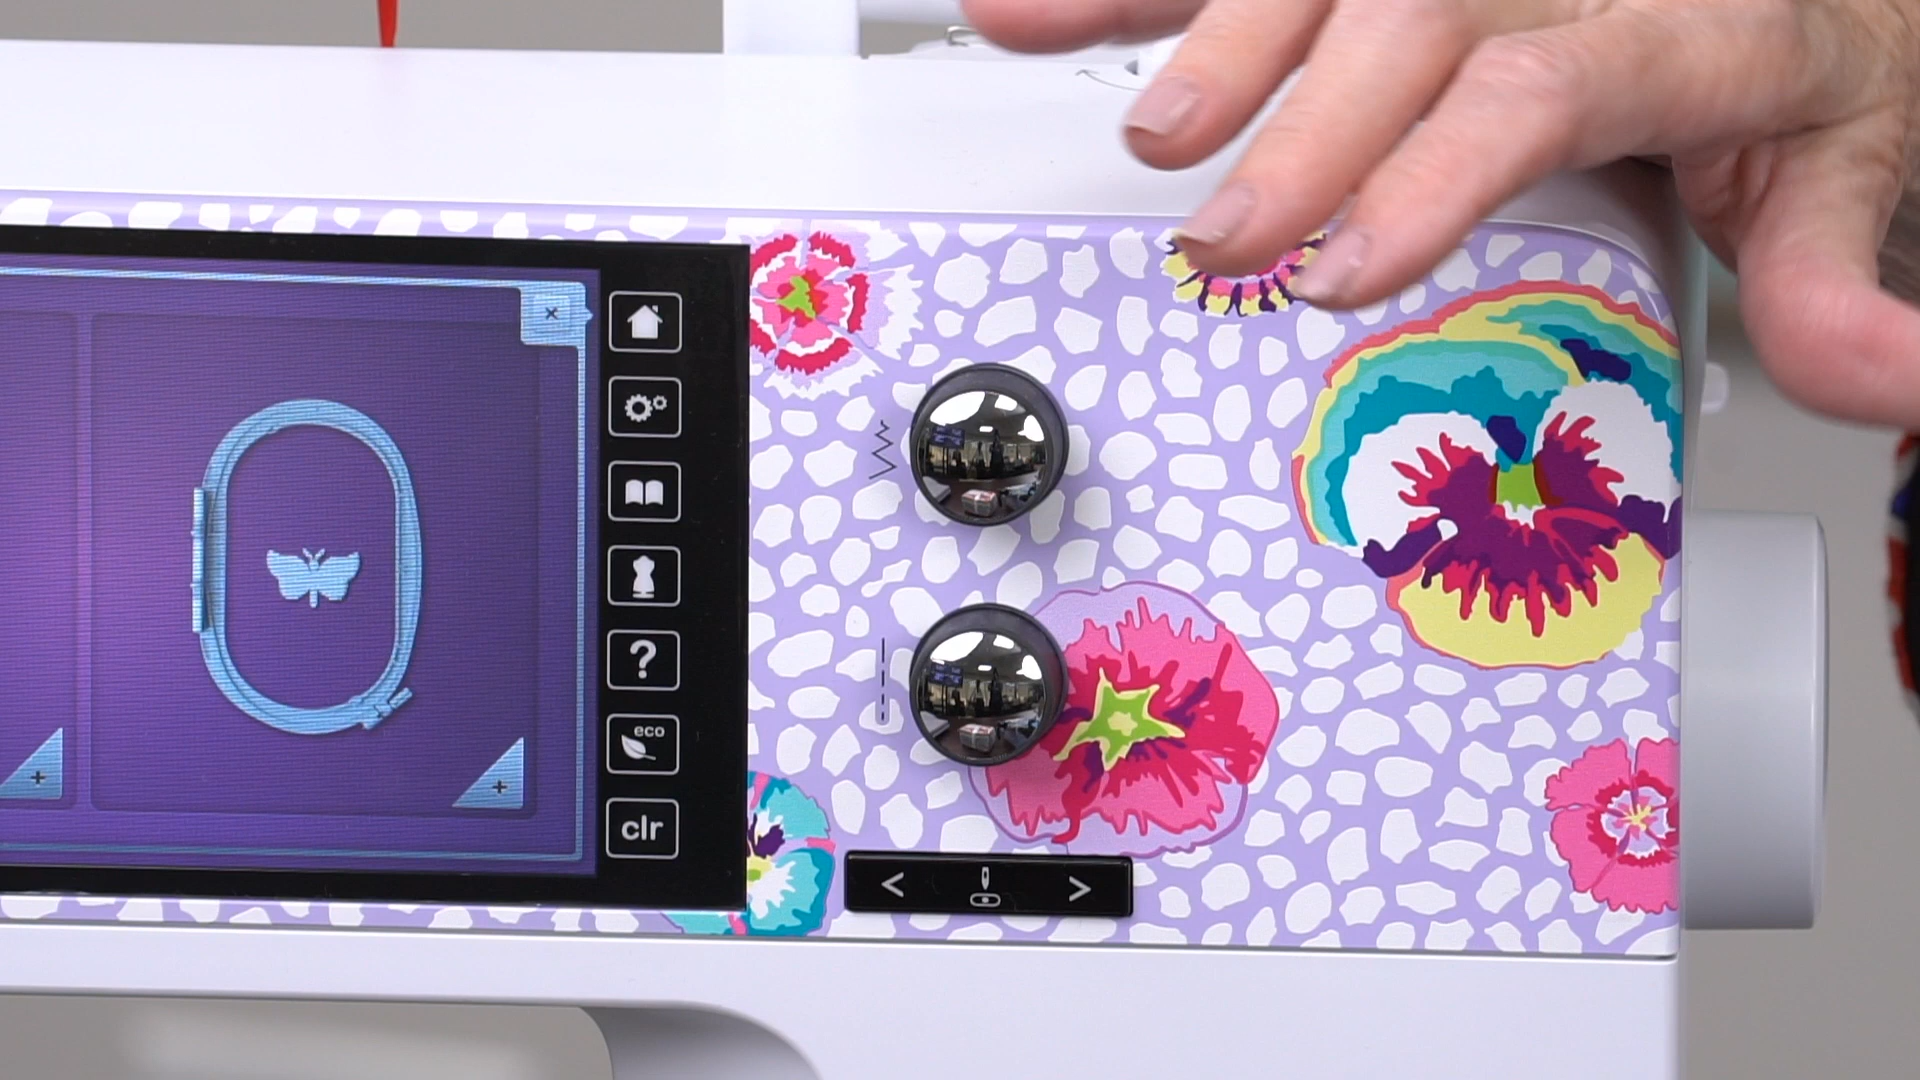 ×
?
eco
clr
+
+
< >